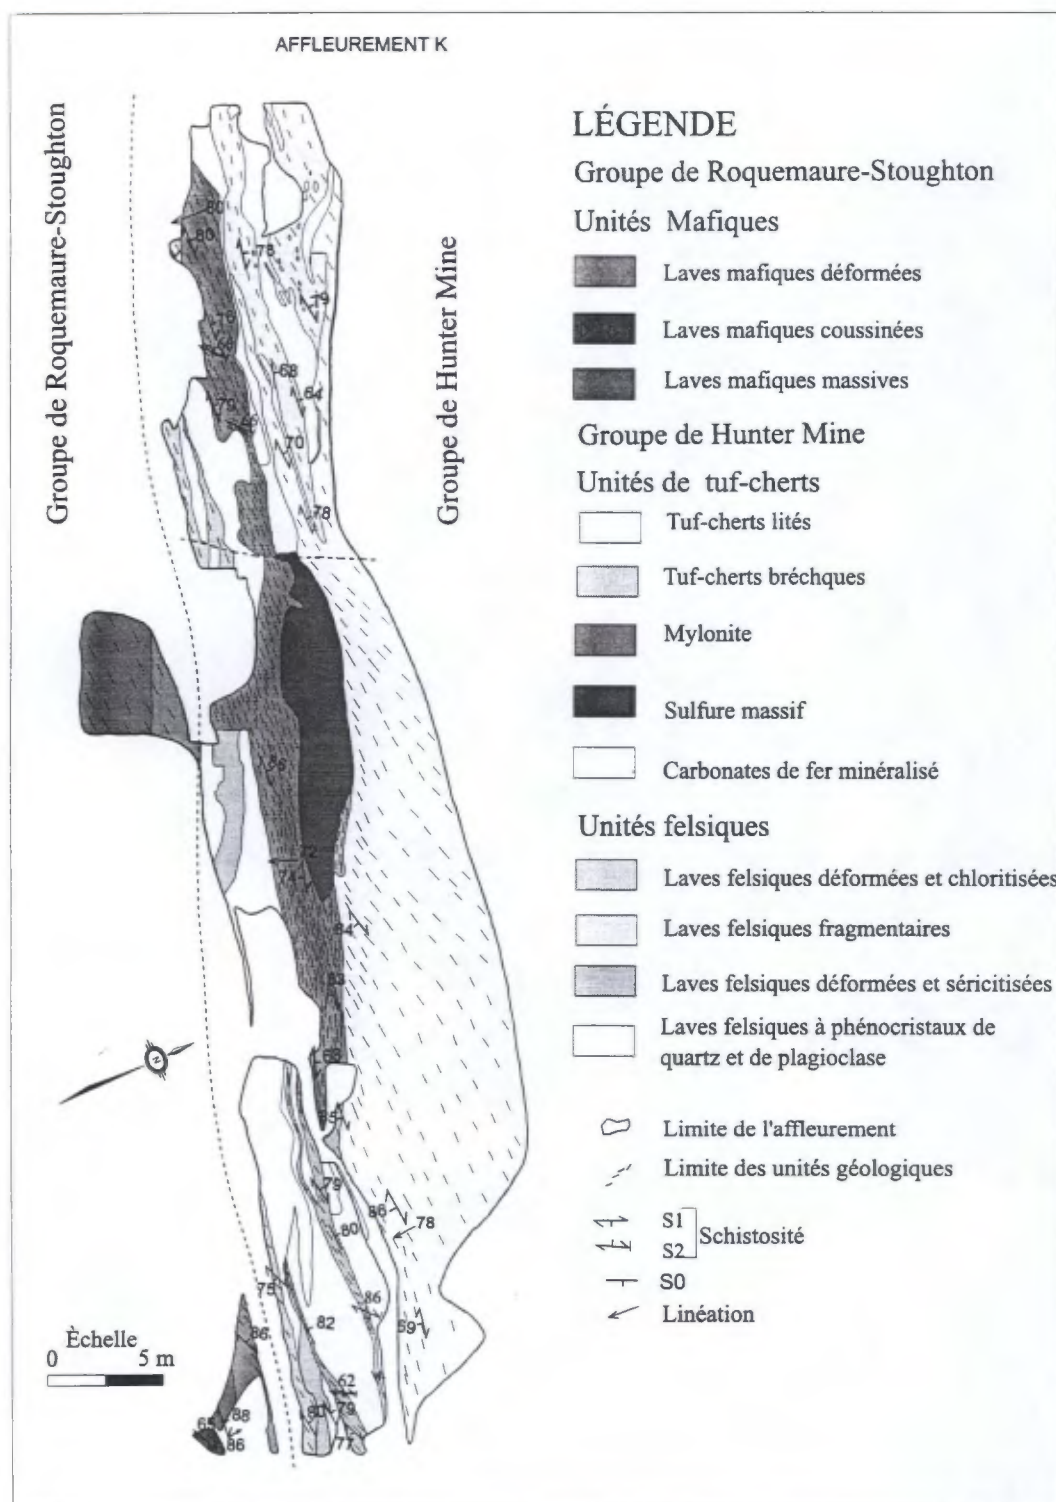 AFFLEUREMENT K
Groupe de Roquemaure-Stoughton
Groupe de Hunter Mine
LÉGENDE
Groupe de Roquemaure-Stoughton
Unités Mafiques
Laves mafiques déformées
Laves mafiques coussinées
Laves mafiques massives
Groupe de Hunter Mine
Unités de tuf-cherts
Tuf-cherts lités
Tuf-cherts bréchques
Mylonite
Sulfure massif
Carbonates de fer minéralisé
Unités felsiques
Laves felsiques déformées et chloritisées
Laves felsiques fragmentaires
Laves felsiques déformées et séricitisées
Laves felsiques à phénocristaux de
quartz et de plagioclase
Limite de l'affleurement
Limite des unités géologiques
S1
Schistosité
S2
S0
Linéation
80
80
78
79
68
64
79
70
78
86
72
74
84
83
68
79
80
86
78
86
75
82
59
86
62
79
80
77
65
88
86
N
Èchelle
0 5 m